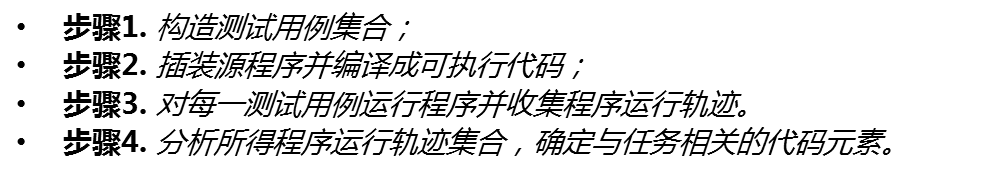 • 步骤1. 构造测试用例集合；
• 步骤2. 插装源程序并编译成可执行代码；
• 步骤3. 对每一测试用例运行程序并收集程序运行轨迹。
• 步骤4. 分析所得程序运行轨迹集合，确定与任务相关的代码元素。